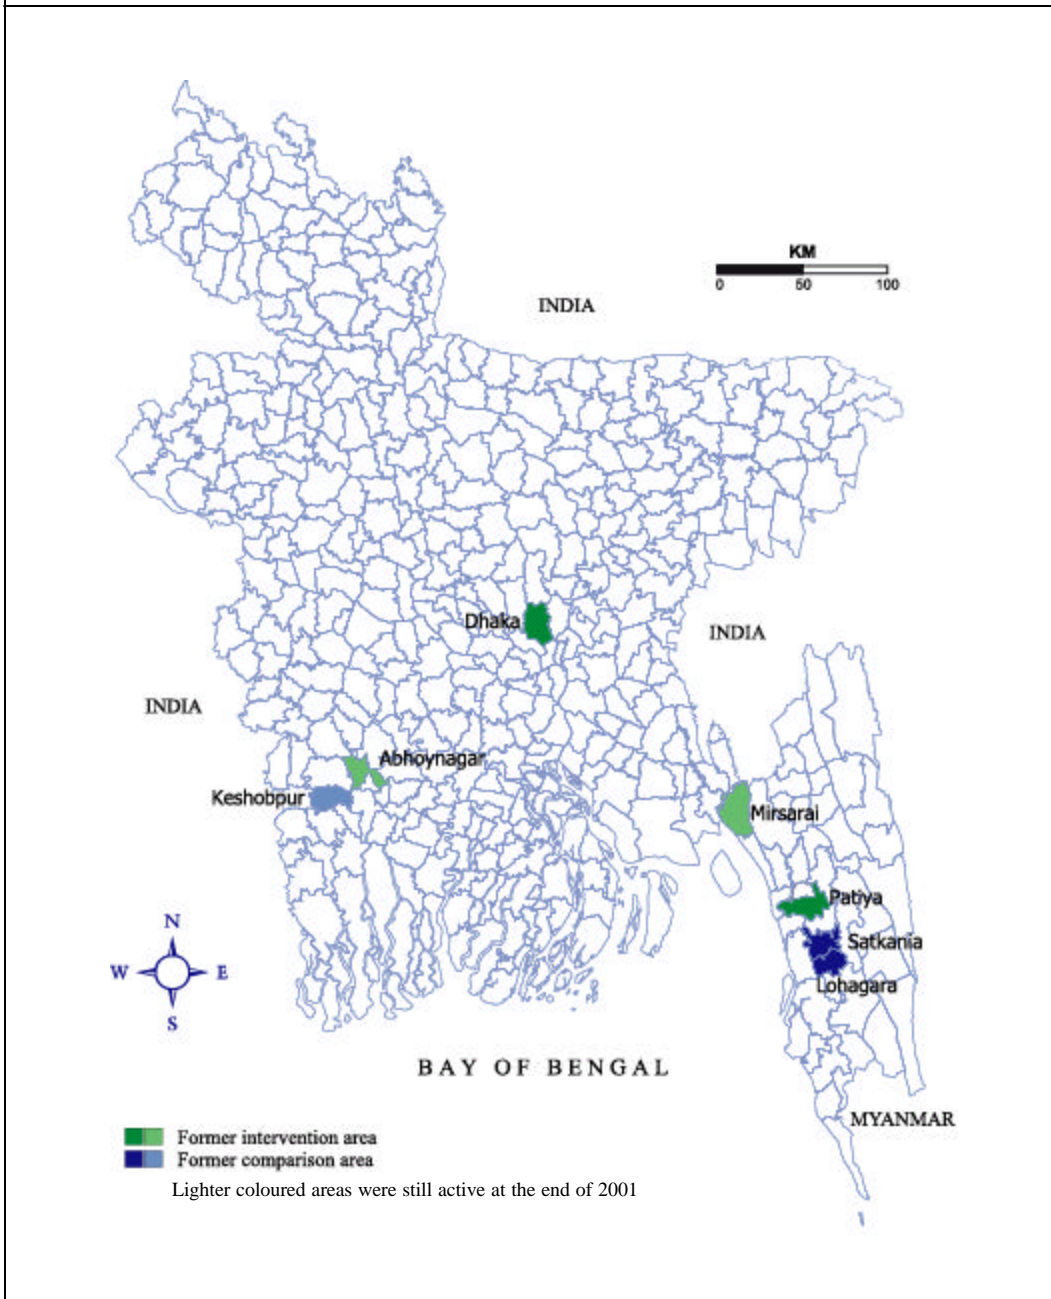 KM
0 50 100
INDIA
Dhaka
INDIA
INDIA
Abhoynagar
Keshobpur
Mirsarai
Patiya
Satkania
Lohagara
N
W E
S
BAY OF BENGAL
MYANMAR
Former intervention area
Former comparison area
Lighter coloured areas were still active at the end of 2001